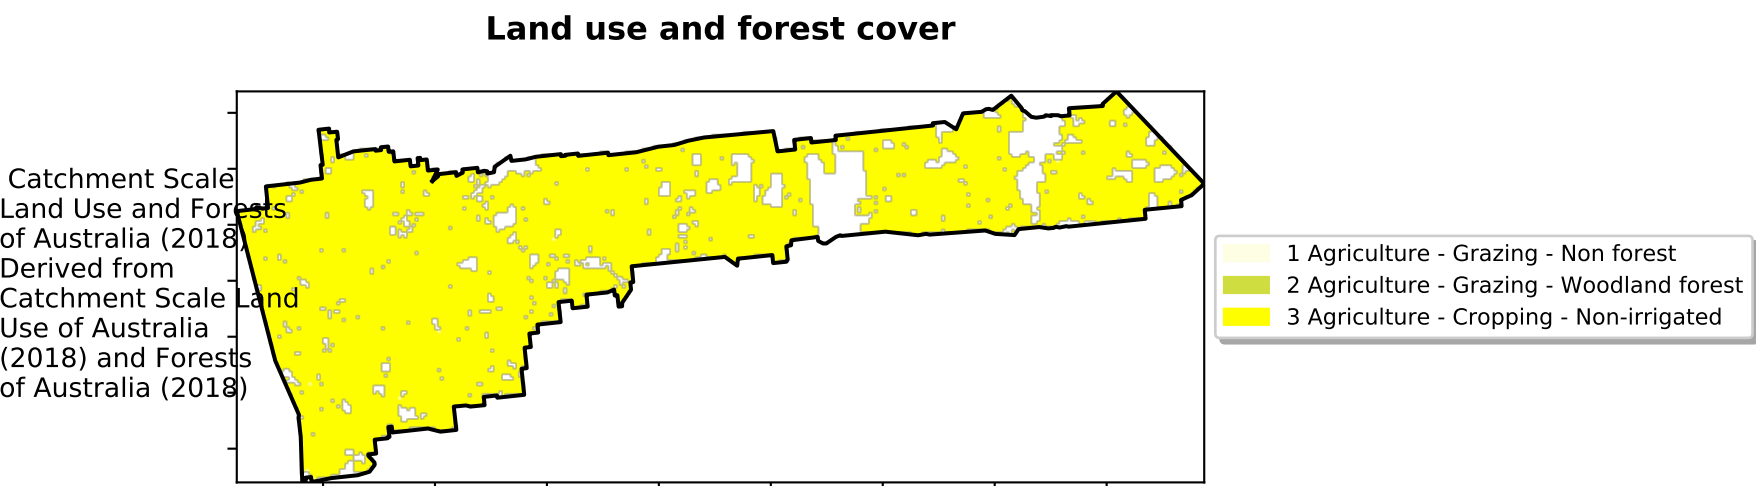 Land use and forest cover
Catchment Scale
Land Use and Forests
of Australia (2018)
Derived from
Catchment Scale Land
Use of Australia
(2018) and Forests
of Australia (2018)
1 Agriculture - Grazing - Non forest
2 Agriculture - Grazing - Woodland forest
3 Agriculture - Cropping - Non-irrigated